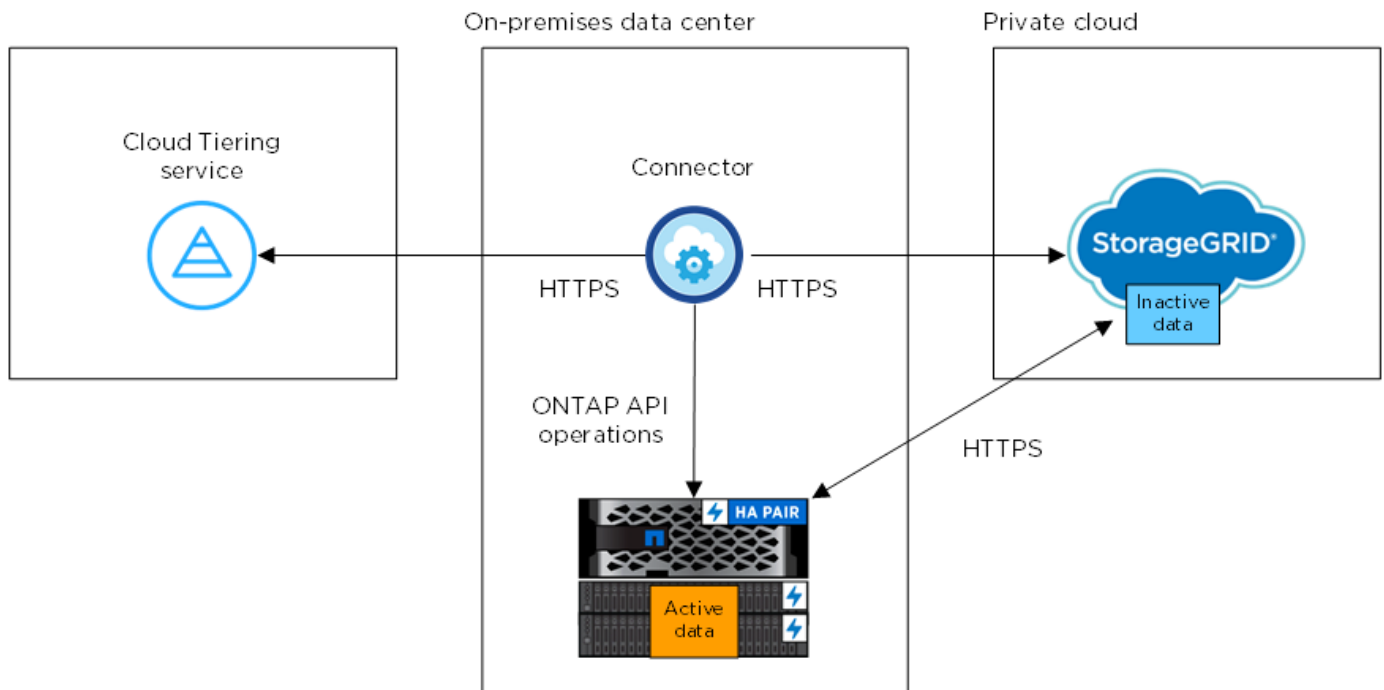 On-premises data center
Private cloud
Cloud Tiering
service
Connector
StorageGRID®
Inactive
data
HTTPS
HTTPS
ONTAP API
operations
HTTPS
HA PAIR
Active
data